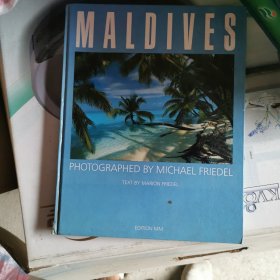 MALDIVES
PHOTOGRAPHED BY MICHAEL FRIEDEL
TEXT BY MARION FRIEDEL
EDITION MM